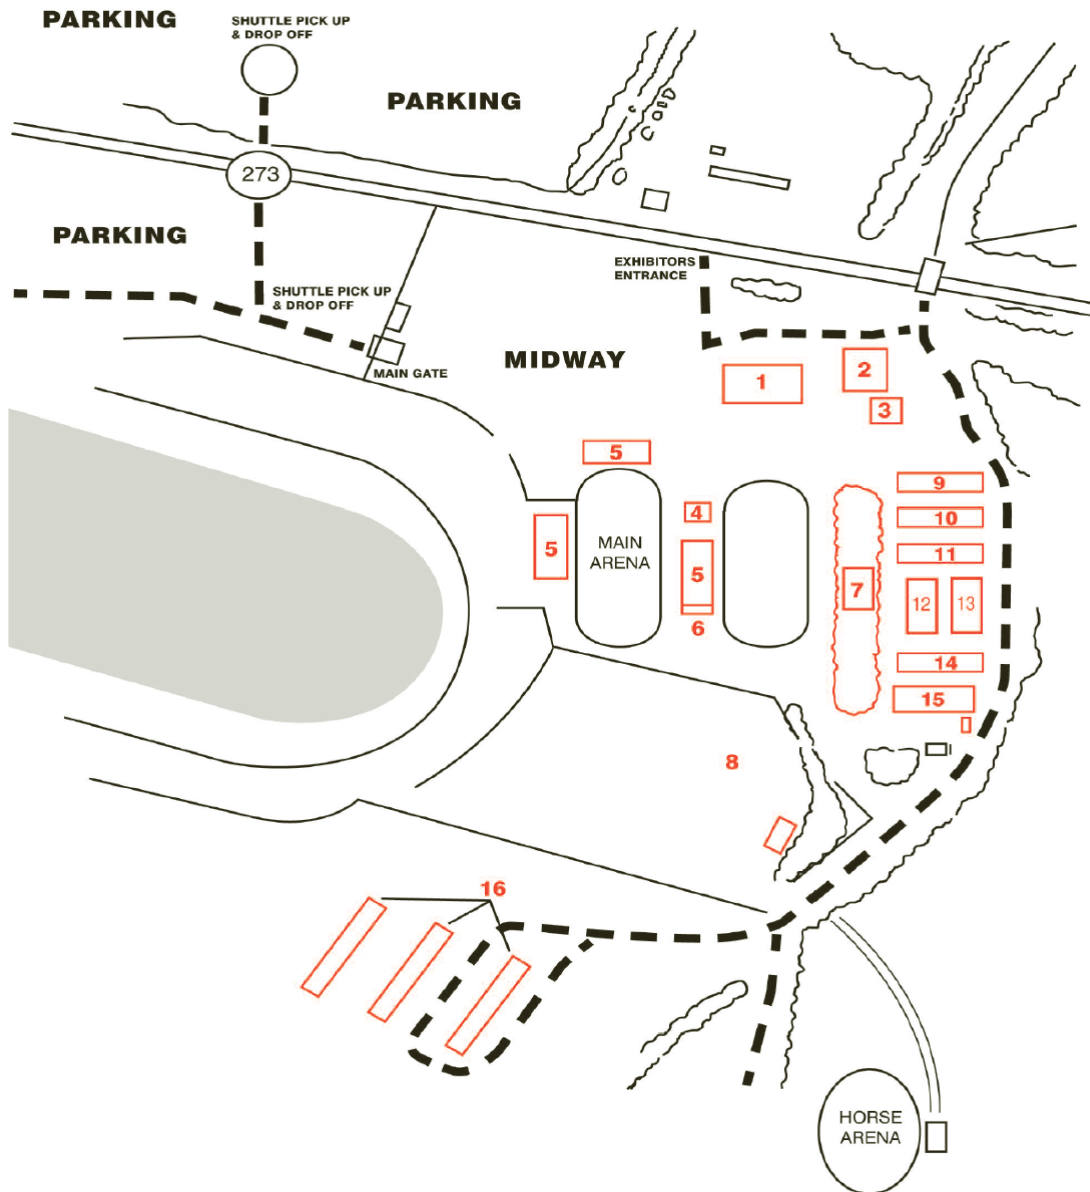 PARKING
SHUTTLE PICK UP
& DROP OFF
PARKING
273
PARKING
EXHIBITORS
ENTRANCE
SHUTTLE PICK UP
& DROP OFF
MAIN GATE
MIDWAY
1
2
3
5
9
4
10
MAIN
ARENA
5
11
5
7
12
13
6
14
15
8
16
HORSE
ARENA